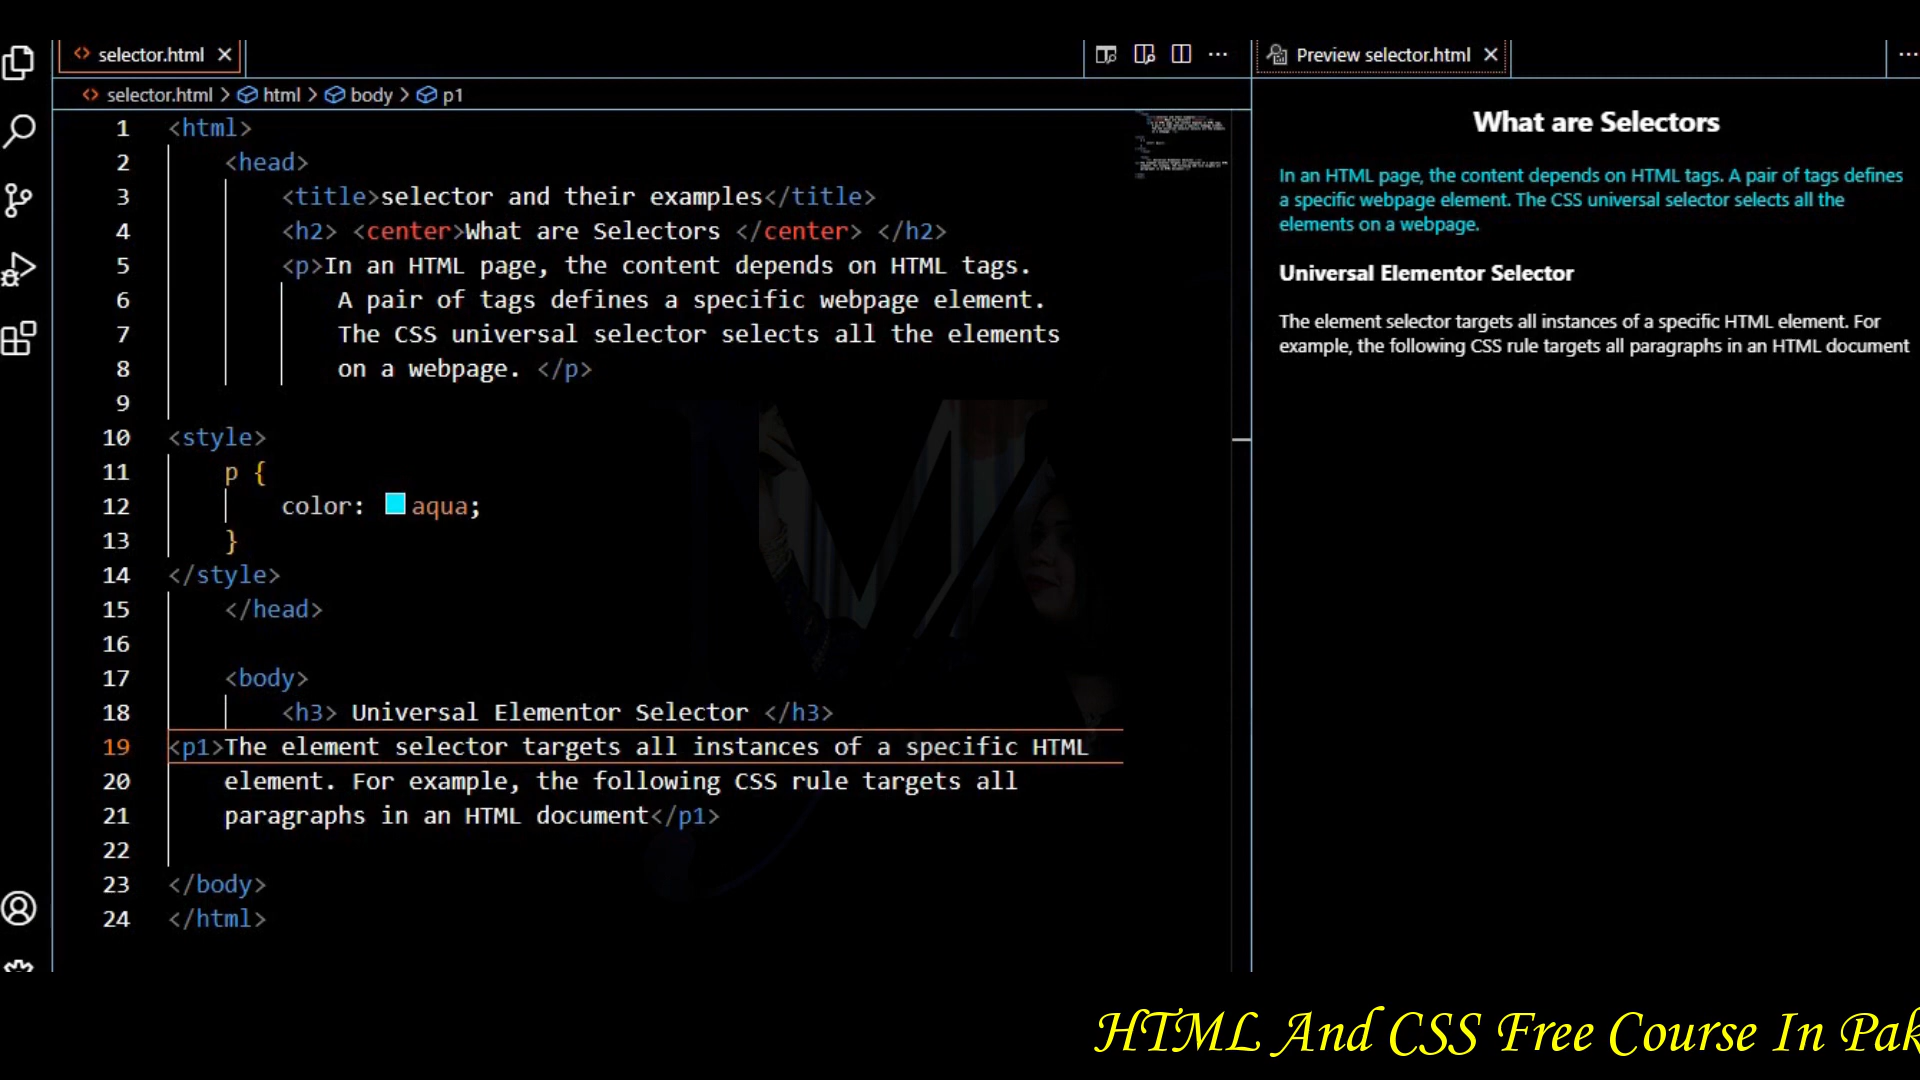 selector.html
Preview selector.html
selector.html > html > body > p1
1 <html>
2 <head>
3 <title>selector and their examples</title>
4 <h2> <center>What are Selectors </center> </h2>
5 <p>In an HTML page, the content depends on HTML tags.
6 A pair of tags defines a specific webpage element.
7 The CSS universal selector selects all the elements
8 on a webpage. </p>
9
10 <style>
11 p {
12 color: aqua;
13 }
14 </style>
15 </head>
16
17 <body>
18 <h3> Universal Elementor Selector </h3>
19 <p1>The element selector targets all instances of a specific HTML
20 element. For example, the following CSS rule targets all
21 paragraphs in an HTML document</p1>
22
23 </body>
24 </html>
What are Selectors
In an HTML page, the content depends on HTML tags. A pair of tags defines
a specific webpage element. The CSS universal selector selects all the
elements on a webpage.
Universal Elementor Selector
The element selector targets all instances of a specific HTML element. For
example, the following CSS rule targets all paragraphs in an HTML document
HTML And CSS Free Course In Pak